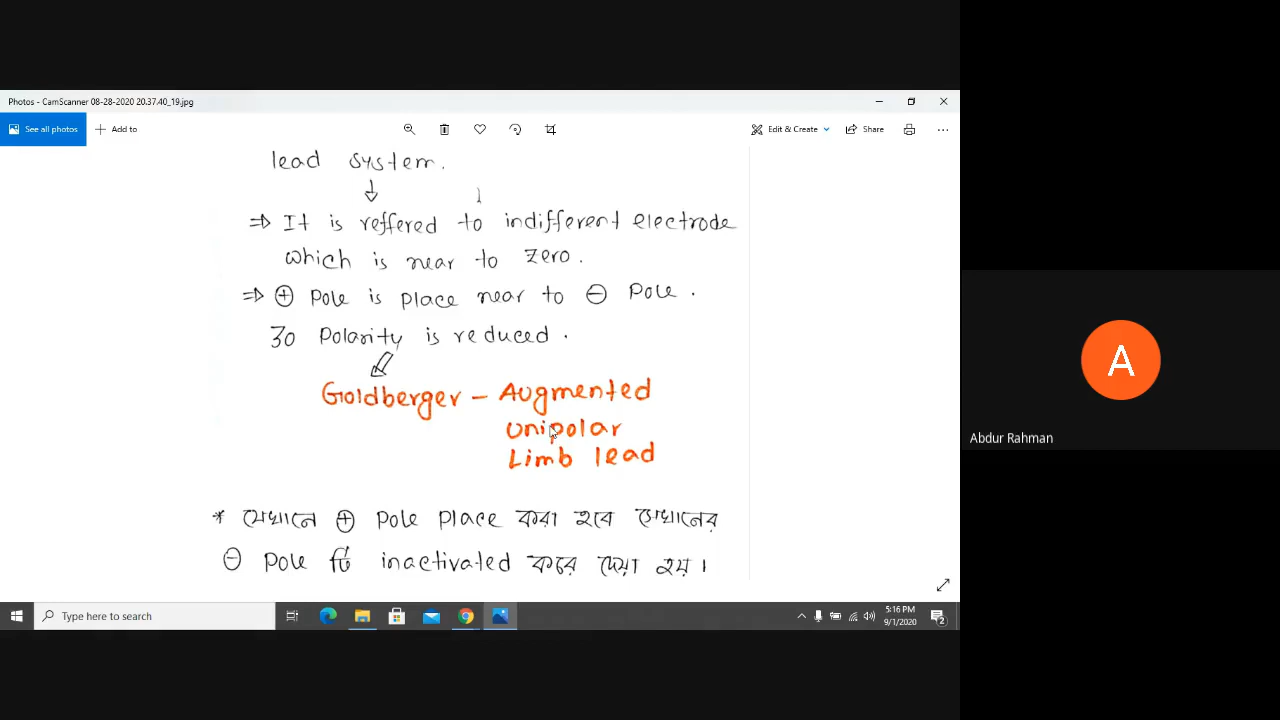 Photos - CamScanner 08-28-2020 20.37.40_19.jpg
See all photos
Add to
Edit & Create
Share
lead system.
⇒ It is reffered to indifferent electrode
which is near to zero.
⇒ ⊕ Pole is place near to ⊖ Pole.
30 Polarity is reduced.
Goldberger - Augmented
Unipolar
Limb lead
* যেখানে ⊕ Pole place করা হবে সেখানের
⊖ Pole টি inactivated করে দেয়া হয়।
A
Abdur Rahman
Type here to search
5:16 PM
9/1/2020
2